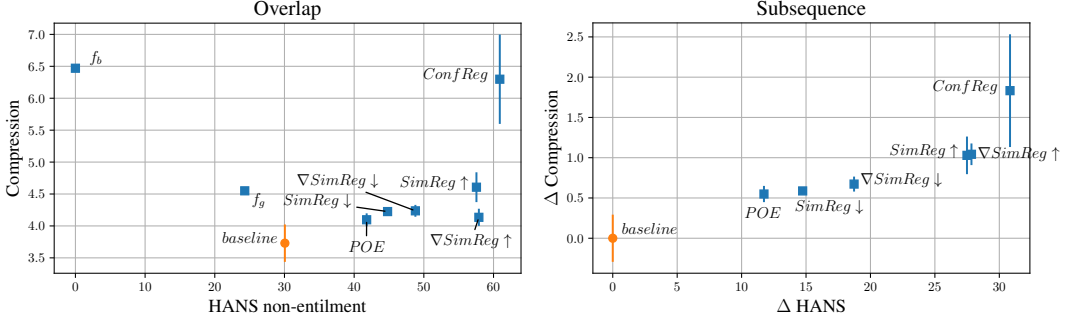 Overlap
Compression
7.0
6.5
6.0
5.5
5.0
4.5
4.0
3.5
0
10
20
30
40
50
60
HANS non-entilment
f_b
ConfReg
f_g
∇SimReg ↓
SimReg ↑
SimReg ↓
baseline
POE
∇SimReg ↑
Subsequence
Δ Compression
2.5
2.0
1.5
1.0
0.5
0.0
0
5
10
15
20
25
30
Δ HANS
ConfReg
SimReg ↑
∇SimReg ↑
∇SimReg ↓
POE
SimReg ↓
baseline